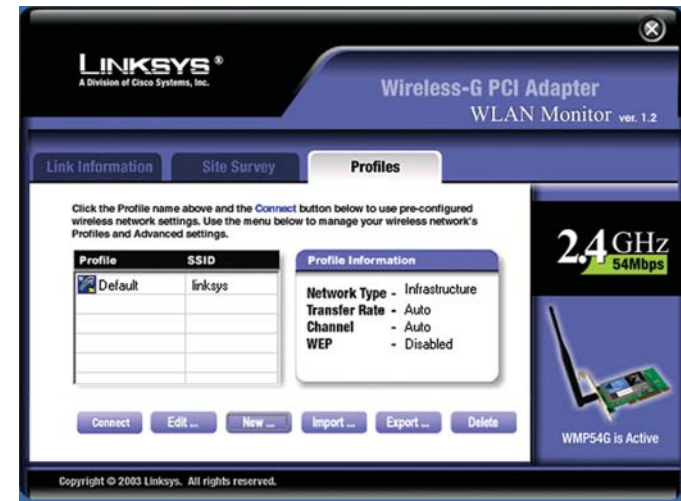 LINKSYS®
A Division of Cisco Systems, Inc.
Wireless-G PCI Adapter
WLAN Monitor ver. 1.2
Link Information Site Survey Profiles
Click the Profile name above and the Connect button below to use pre-configured
wireless network settings. Use the menu below to manage your wireless network's
Profiles and Advanced settings.
Profile SSID
Default linksys
Profile Information
Network Type - Infrastructure
Transfer Rate - Auto
Channel - Auto
WEP - Disabled
2.4 GHz
54Mbps
Connect Edit ... New ... Import ... Export ... Delete
WMP54G is Active
Copyright © 2003 Linksys. All rights reserved.